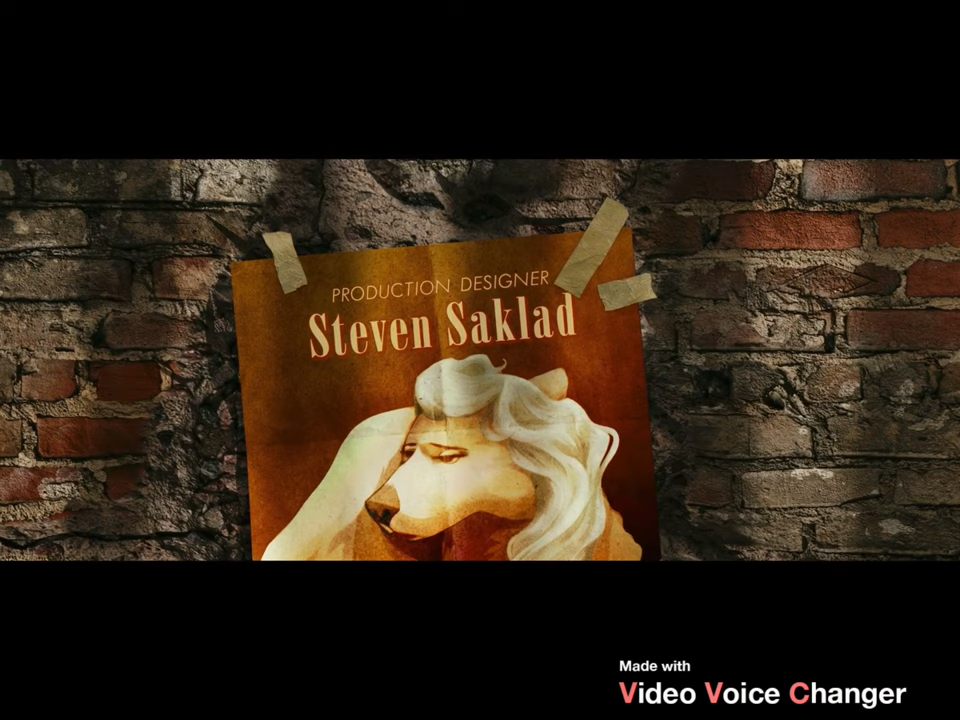 PRODUCTION DESIGNER
Steven Saklad
Made with
Video Voice Changer